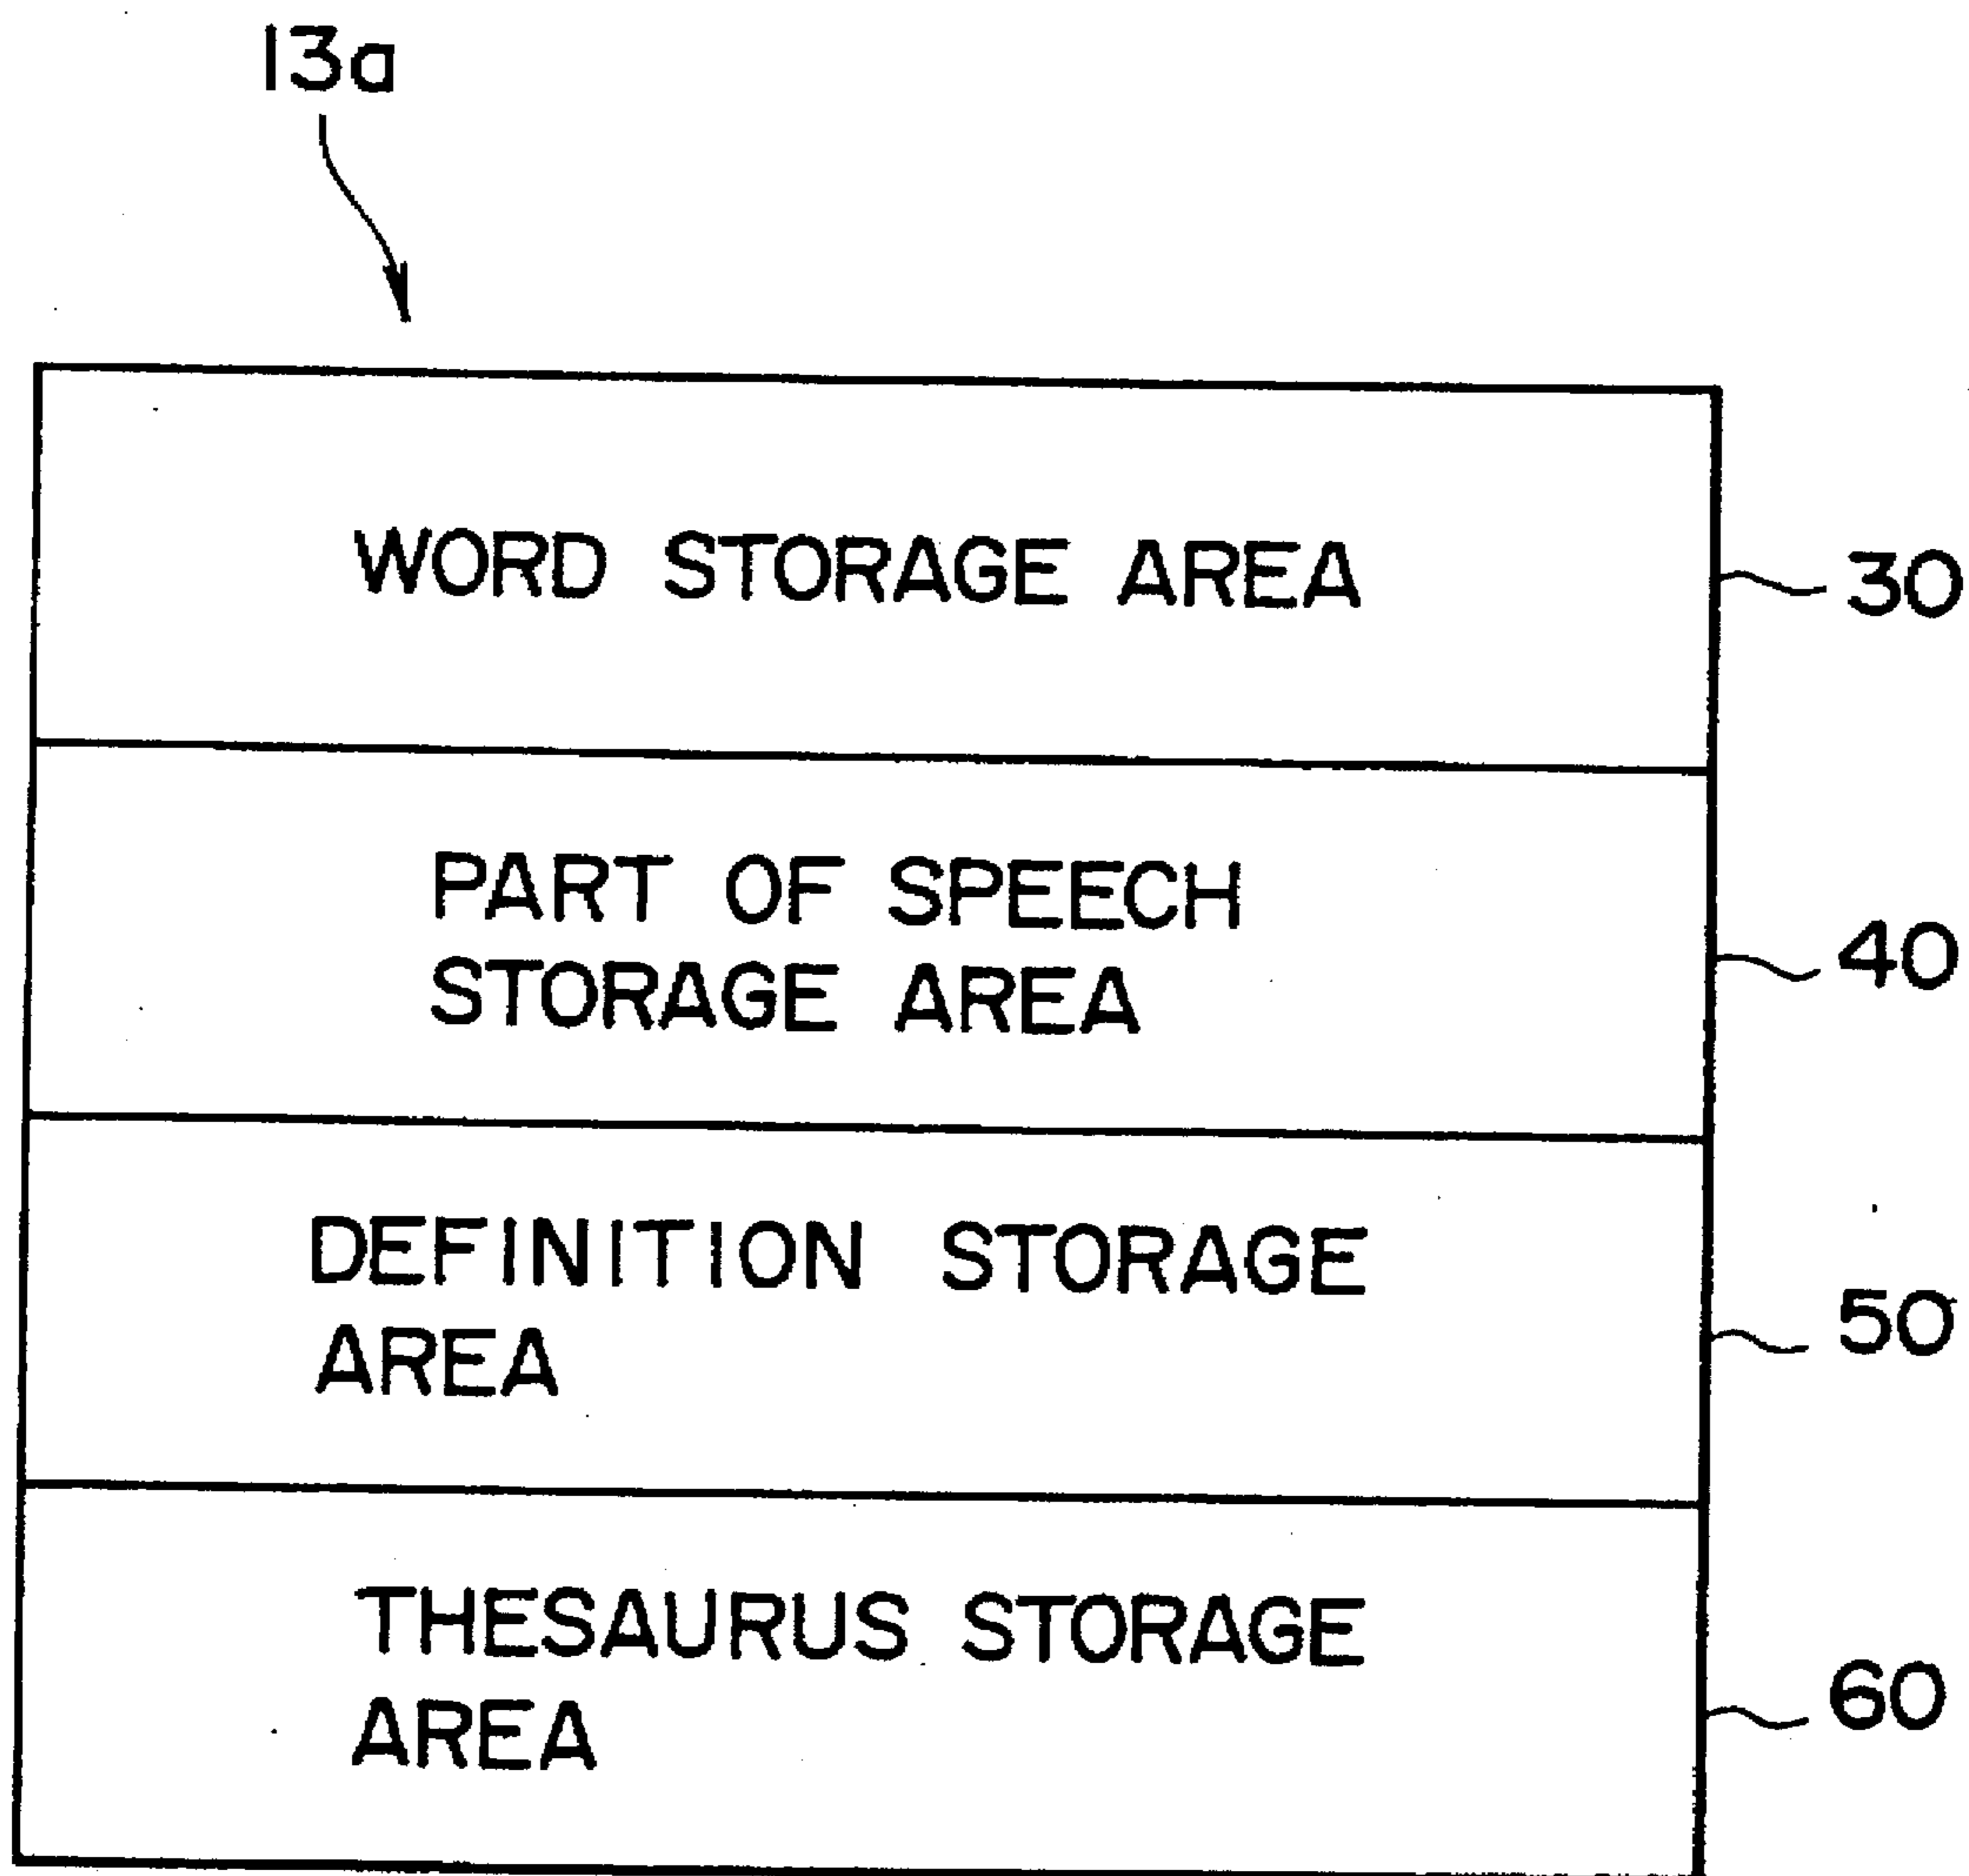 13a
WORD STORAGE AREA
30
PART OF SPEECH
STORAGE AREA
40
DEFINITION STORAGE
AREA
50
THESAURUS STORAGE
AREA
60